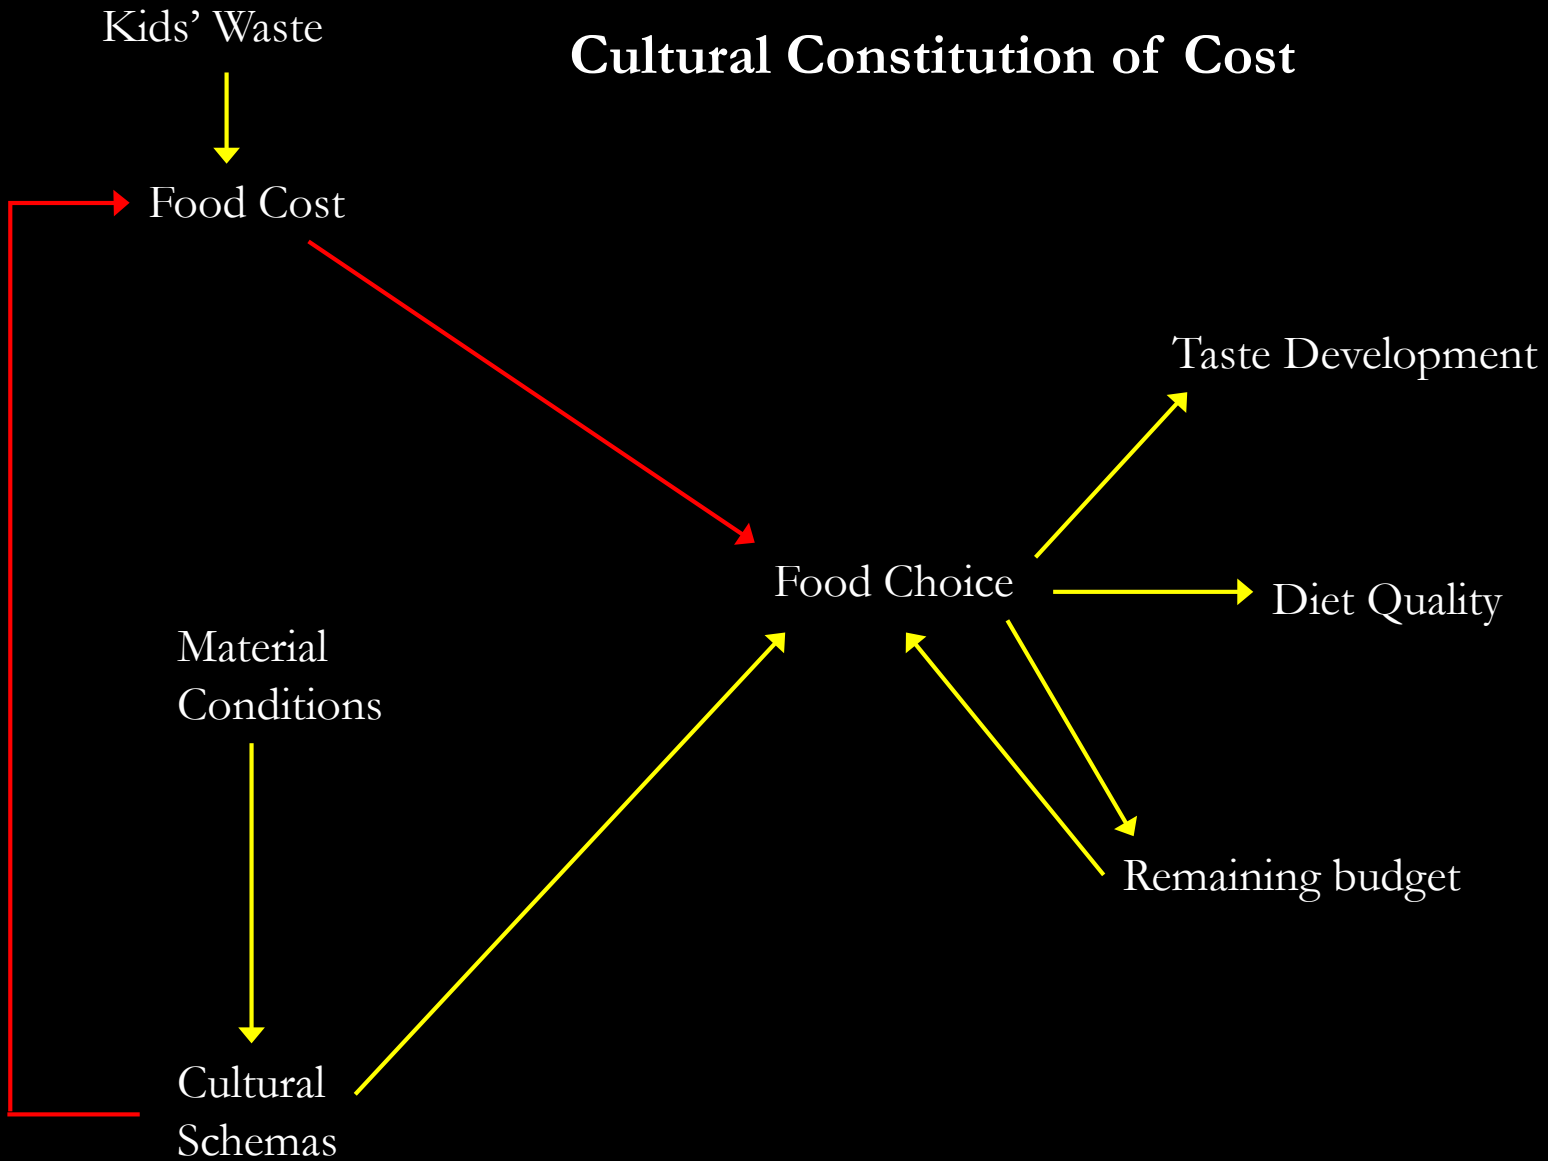 Kids’ Waste
Cultural Constitution of Cost
Food Cost
Taste Development
Food Choice
Diet Quality
Material
Conditions
Remaining budget
Cultural
Schemas